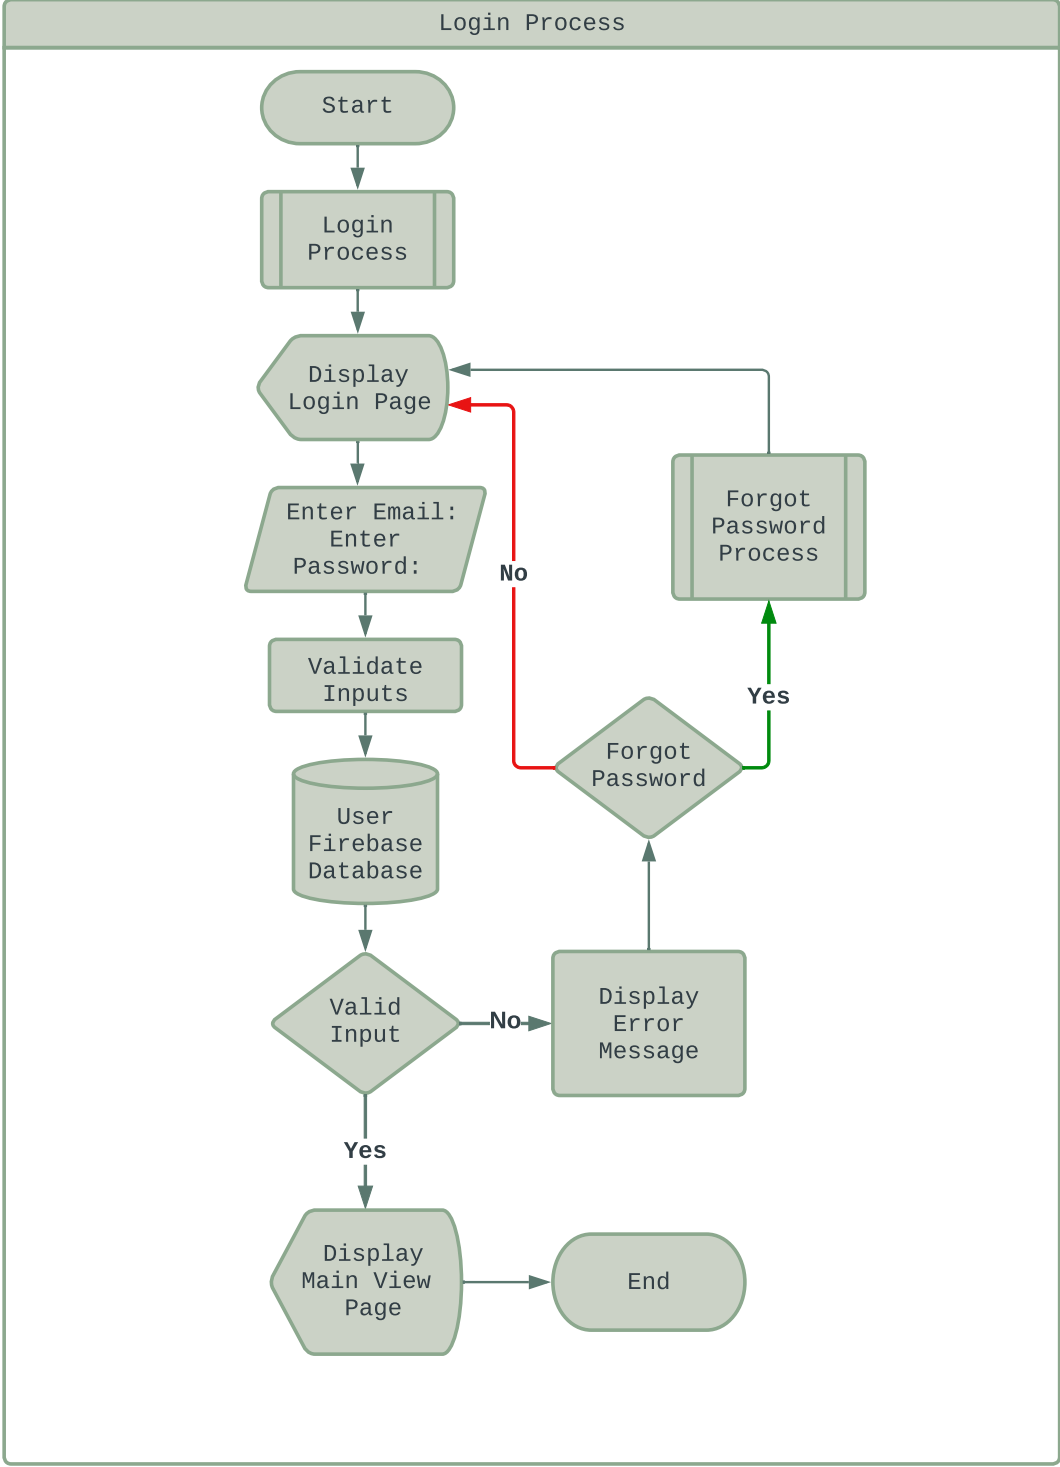 Login Process
Start
Login
Process
Display
Login Page
Enter Email:
Enter
Password:
Forgot
Password
Process
No
Validate
Inputs
Yes
Forgot
Password
User
Firebase
Database
Valid
Input
No
Display
Error
Message
Yes
Display
Main View
Page
End